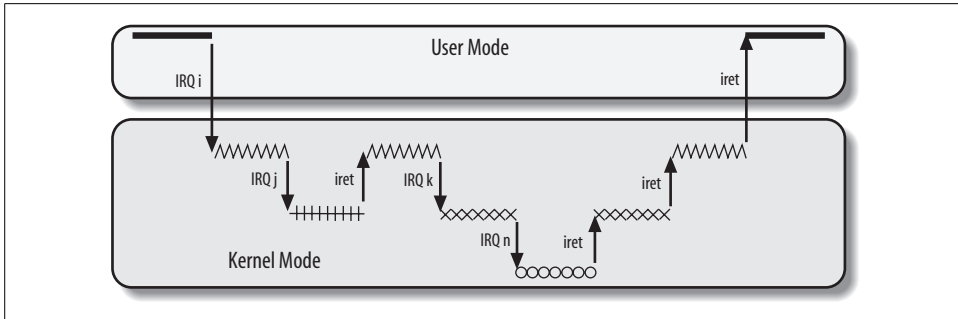 User Mode
IRQ i
iret
IRQ j
iret
IRQ k
iret
IRQ n
iret
Kernel Mode